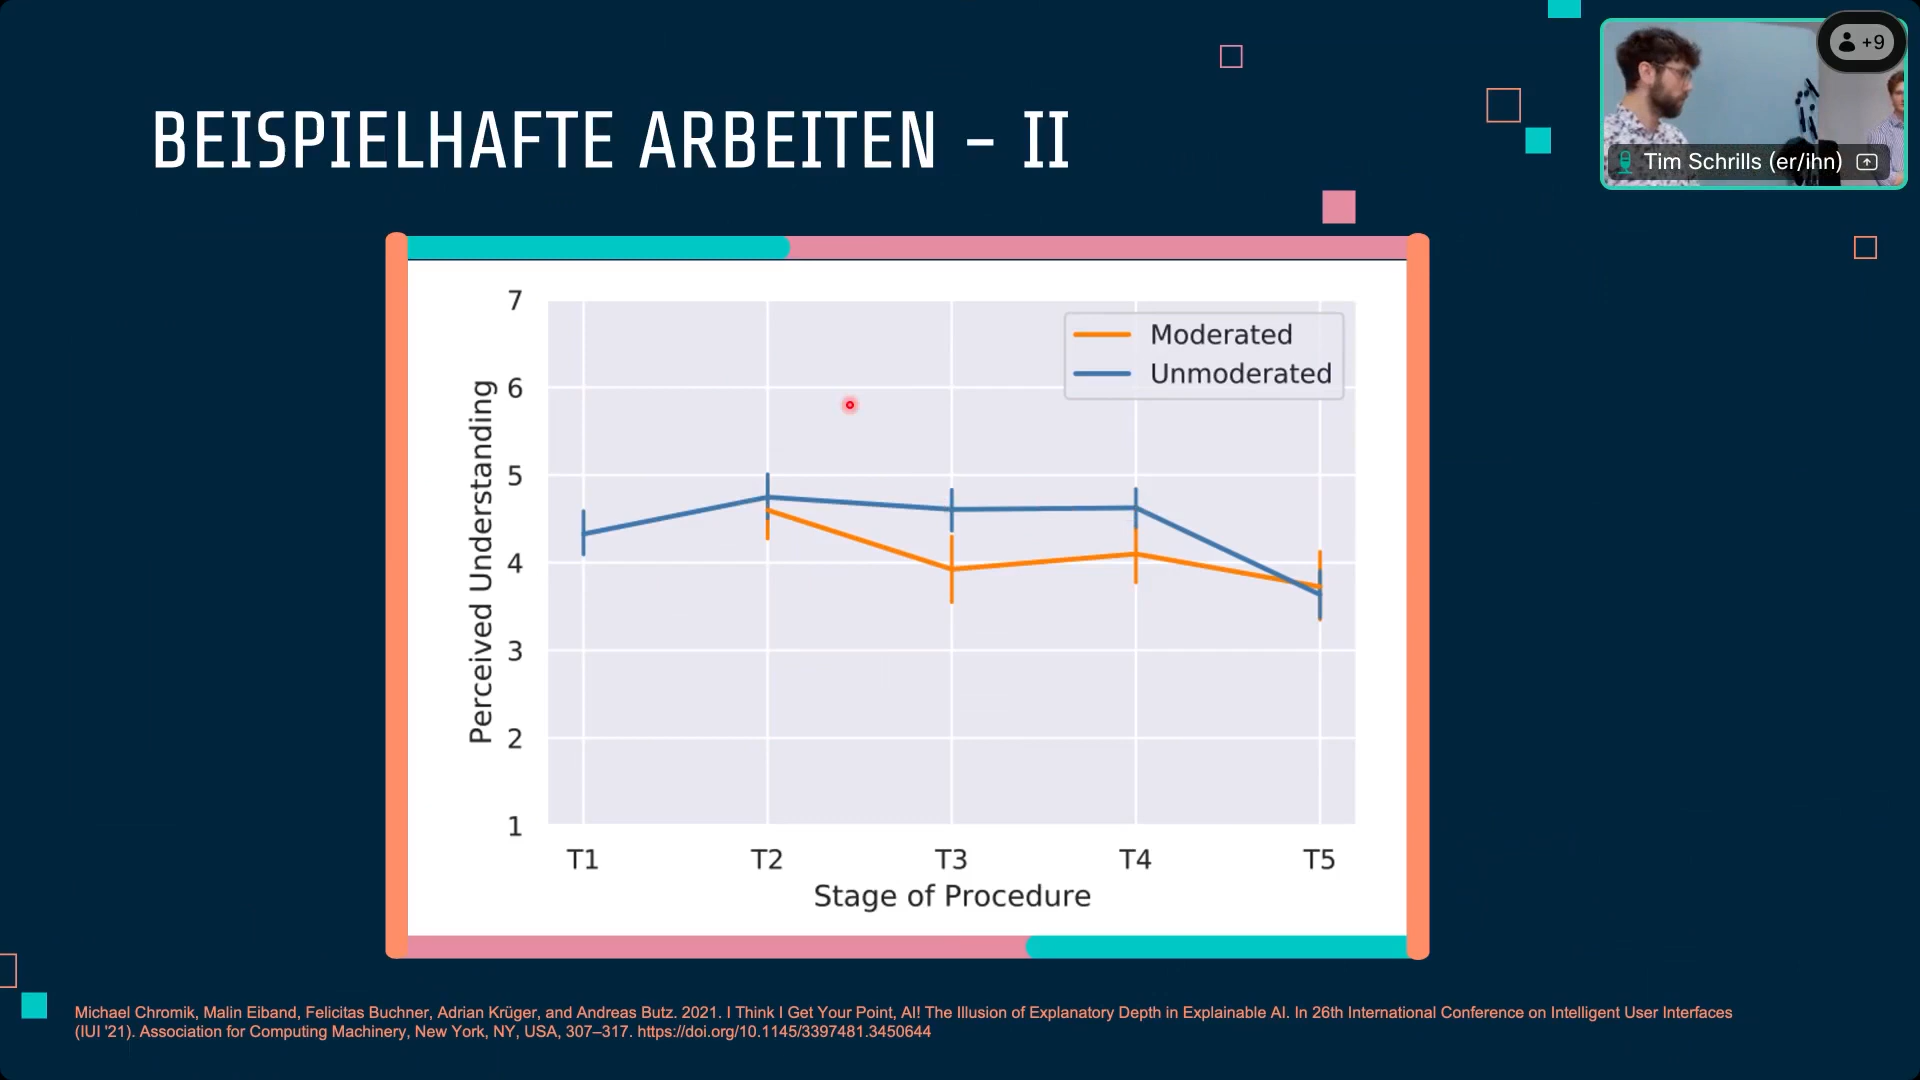 BEISPIELHAFTE ARBEITEN – II
+9
Tim Schrills (er/ihn)
7
6
5
4
3
2
1
Perceived Understanding
Moderated
Unmoderated
T1 T2 T3 T4 T5
Stage of Procedure
Michael Chromik, Malin Eiband, Felicitas Buchner, Adrian Krüger, and Andreas Butz. 2021. I Think I Get Your Point, AI! The Illusion of Explanatory Depth in Explainable AI. In 26th International Conference on Intelligent User Interfaces
(IUI '21). Association for Computing Machinery, New York, NY, USA, 307–317. https://doi.org/10.1145/3397481.3450644